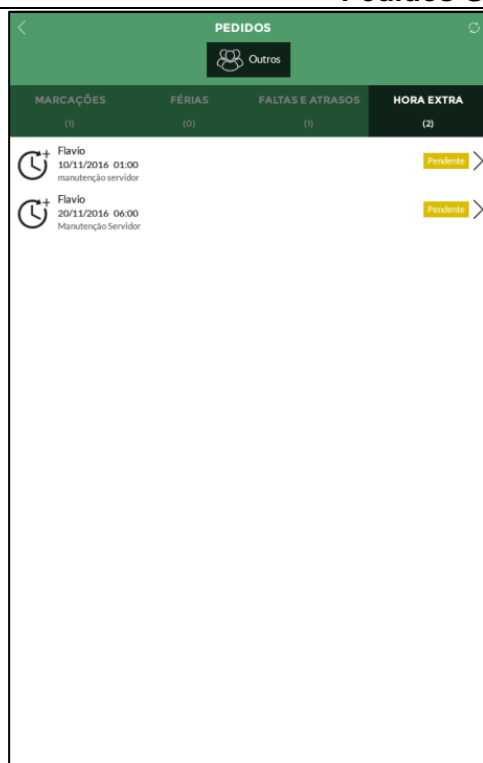 PEDIDOS
Outros
MARCAÇÕES FÉRIAS FALTAS E ATRASOS HORA EXTRA
(1) (0) (1) (2)
Flavio
10/11/2016 01:00 Pendente
manutenção servidor
Flavio
20/11/2016 06:00 Pendente
Manutenção Servidor